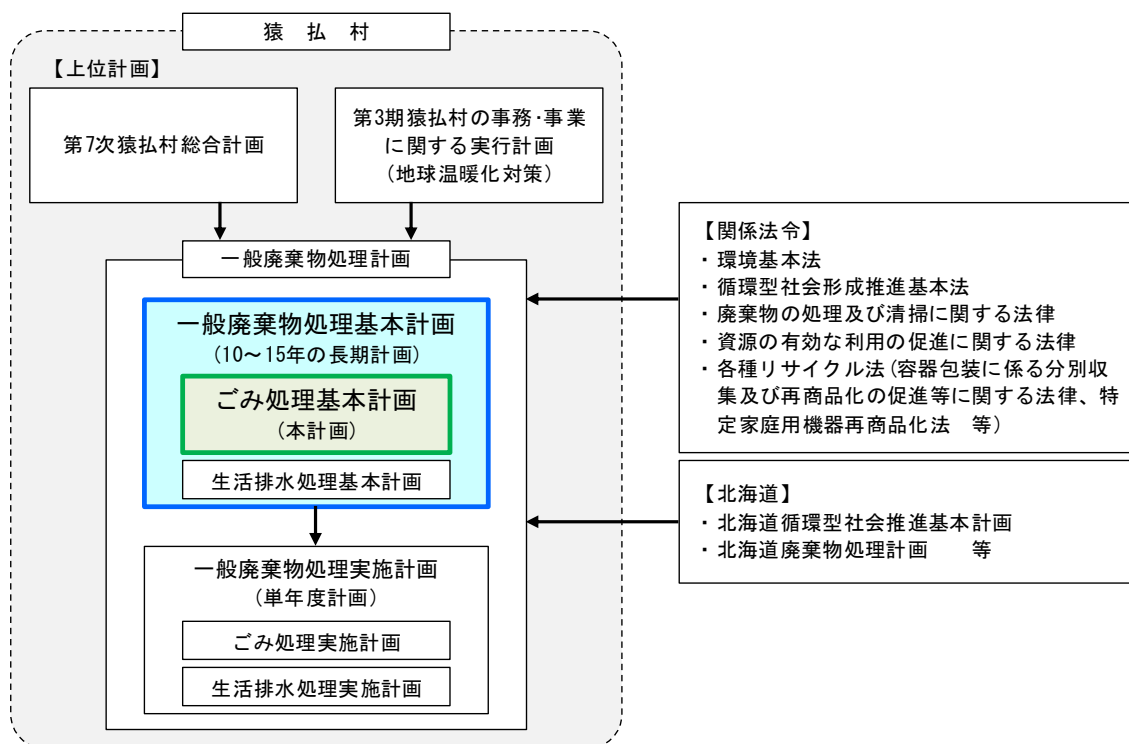 猿　払　村
【上位計画】
第7次猿払村総合計画
第3期猿払村の事務・事業
に関する実行計画
（地球温暖化対策）
一般廃棄物処理計画
一般廃棄物処理基本計画
（10～15年の長期計画）
ごみ処理基本計画
（本計画）
生活排水処理基本計画
一般廃棄物処理実施計画
（単年度計画）
ごみ処理実施計画
生活排水処理実施計画
【関係法令】
・環境基本法
・循環型社会形成推進基本法
・廃棄物の処理及び清掃に関する法律
・資源の有効な利用の促進に関する法律
・各種リサイクル法（容器包装に係る分別収
集及び再商品化の促進等に関する法律、特
定家庭用機器再商品化法　等）
【北海道】
・北海道循環型社会推進基本計画
・北海道廃棄物処理計画　　等